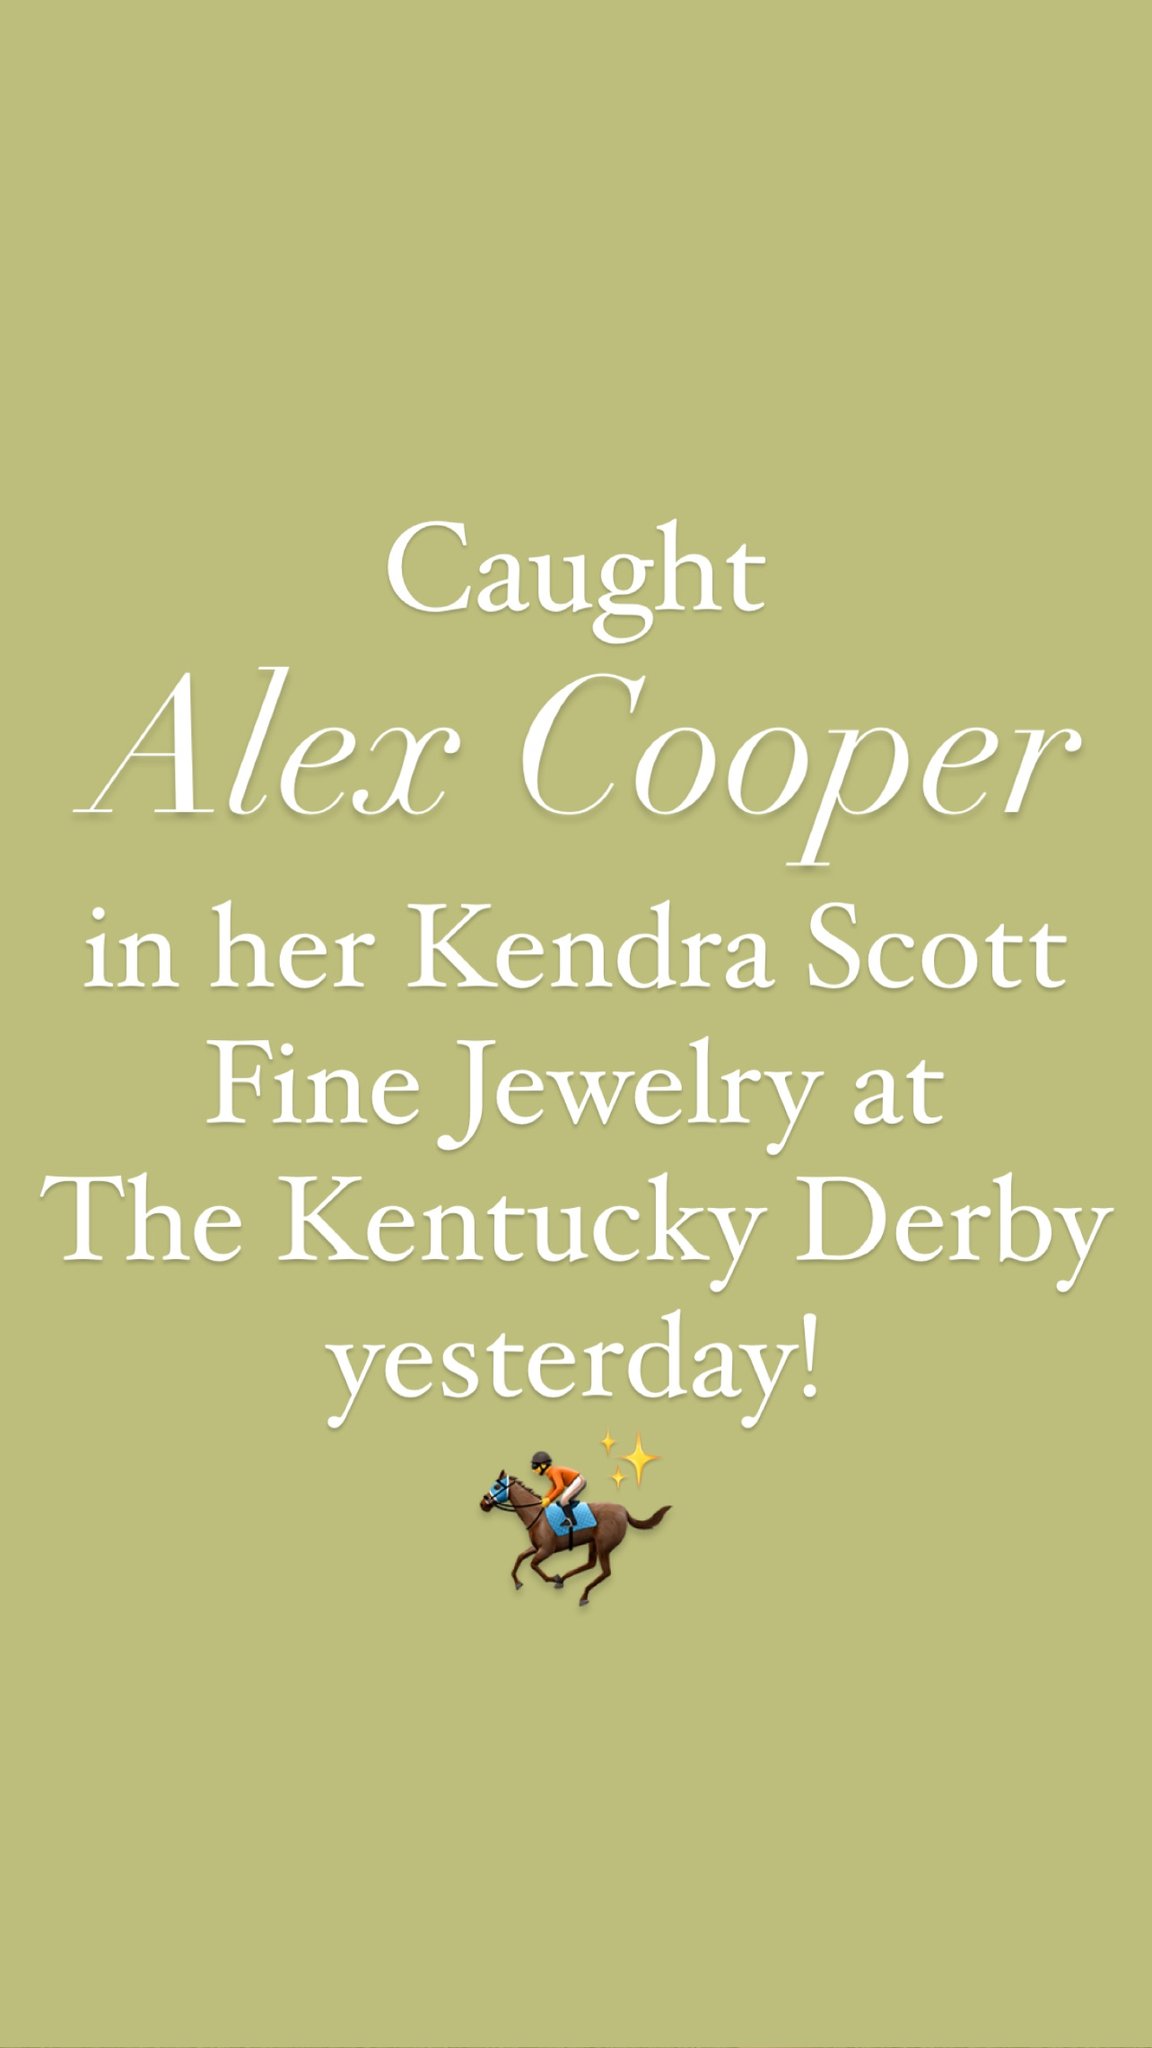 Caught
Alex Cooper
in her Kendra Scott
Fine Jewelry at
The Kentucky Derby
yesterday!